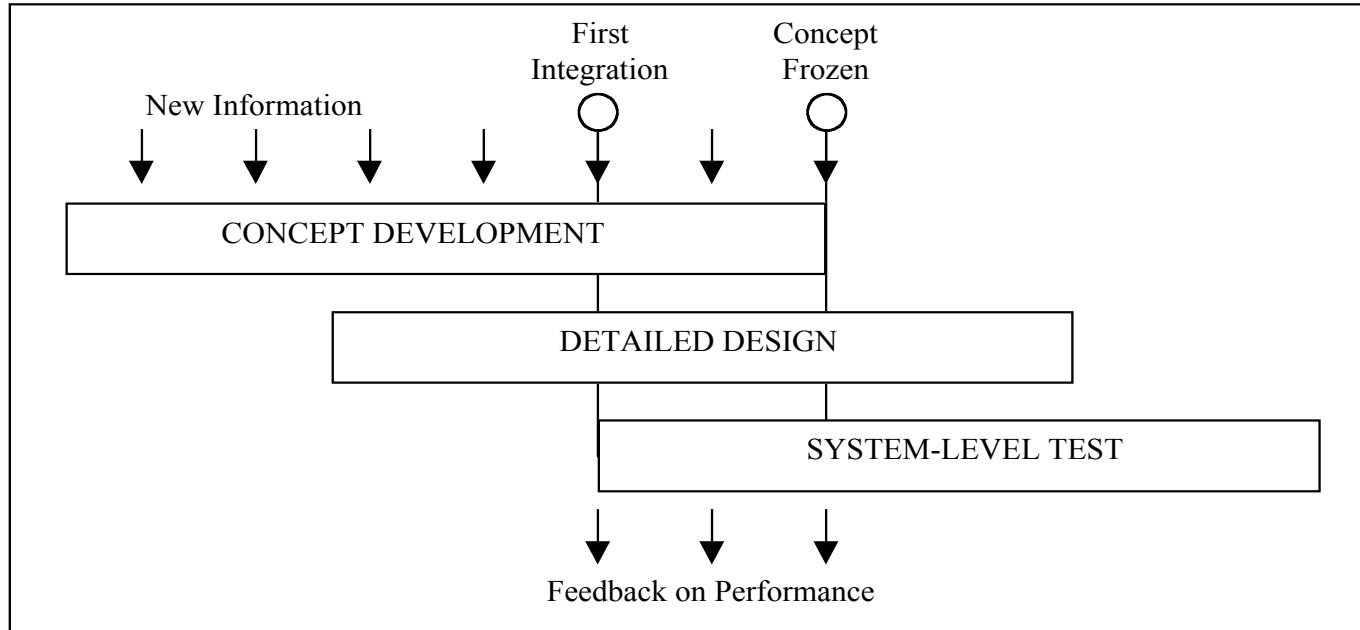 First
Integration
Concept
Frozen
New Information
CONCEPT DEVELOPMENT
DETAILED DESIGN
SYSTEM-LEVEL TEST
Feedback on Performance